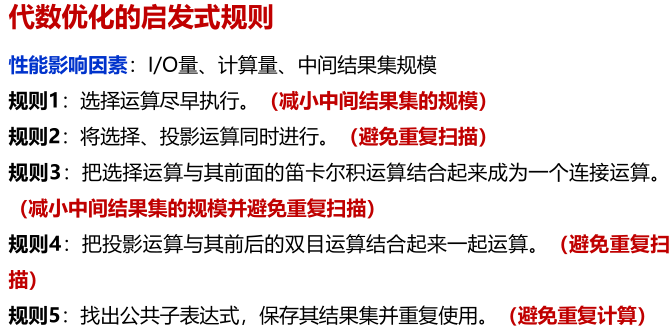 代数优化的启发式规则
性能影响因素：I/O量、计算量、中间结果集规模
规则1：选择运算尽早执行。（减小中间结果集的规模）
规则2：将选择、投影运算同时进行。（避免重复扫描）
规则3：把选择运算与其前面的笛卡尔积运算结合起来成为一个连接运算。
（减小中间结果集的规模并避免重复扫描）
规则4：把投影运算与其前后的双目运算结合起来一起运算。（避免重复扫
描）
规则5：找出公共子表达式，保存其结果集并重复使用。（避免重复计算）